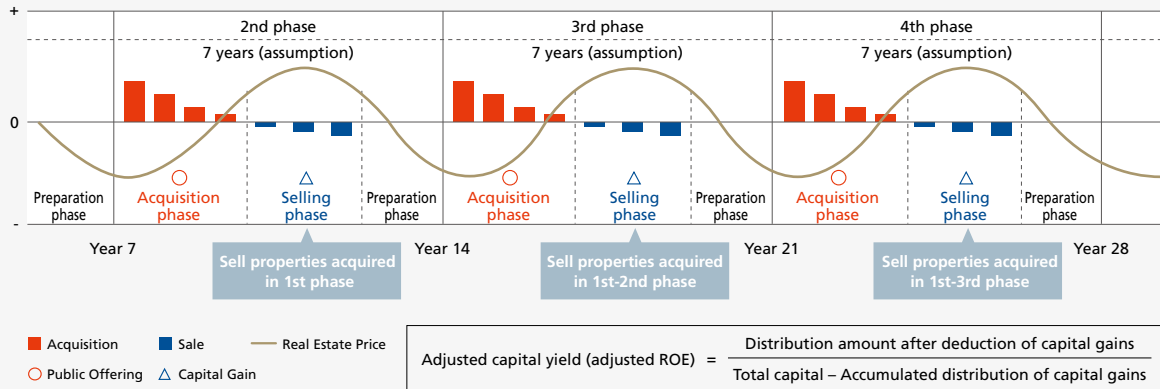 +
2nd phase
3rd phase
4th phase
7 years (assumption)
7 years (assumption)
7 years (assumption)
0
Preparation
phase
Acquisition
phase
Selling
phase
Preparation
phase
Acquisition
phase
Selling
phase
Preparation
phase
Acquisition
phase
Selling
phase
Preparation
phase
-
Year 7
Year 14
Year 21
Year 28
Sell properties acquired
in 1st phase
Sell properties acquired
in 1st-2nd phase
Sell properties acquired
in 1st-3rd phase
Acquisition
Sale
Real Estate Price
Public Offering
Capital Gain
Adjusted capital yield (adjusted ROE) =
Distribution amount after deduction of capital gains
Total capital – Accumulated distribution of capital gains